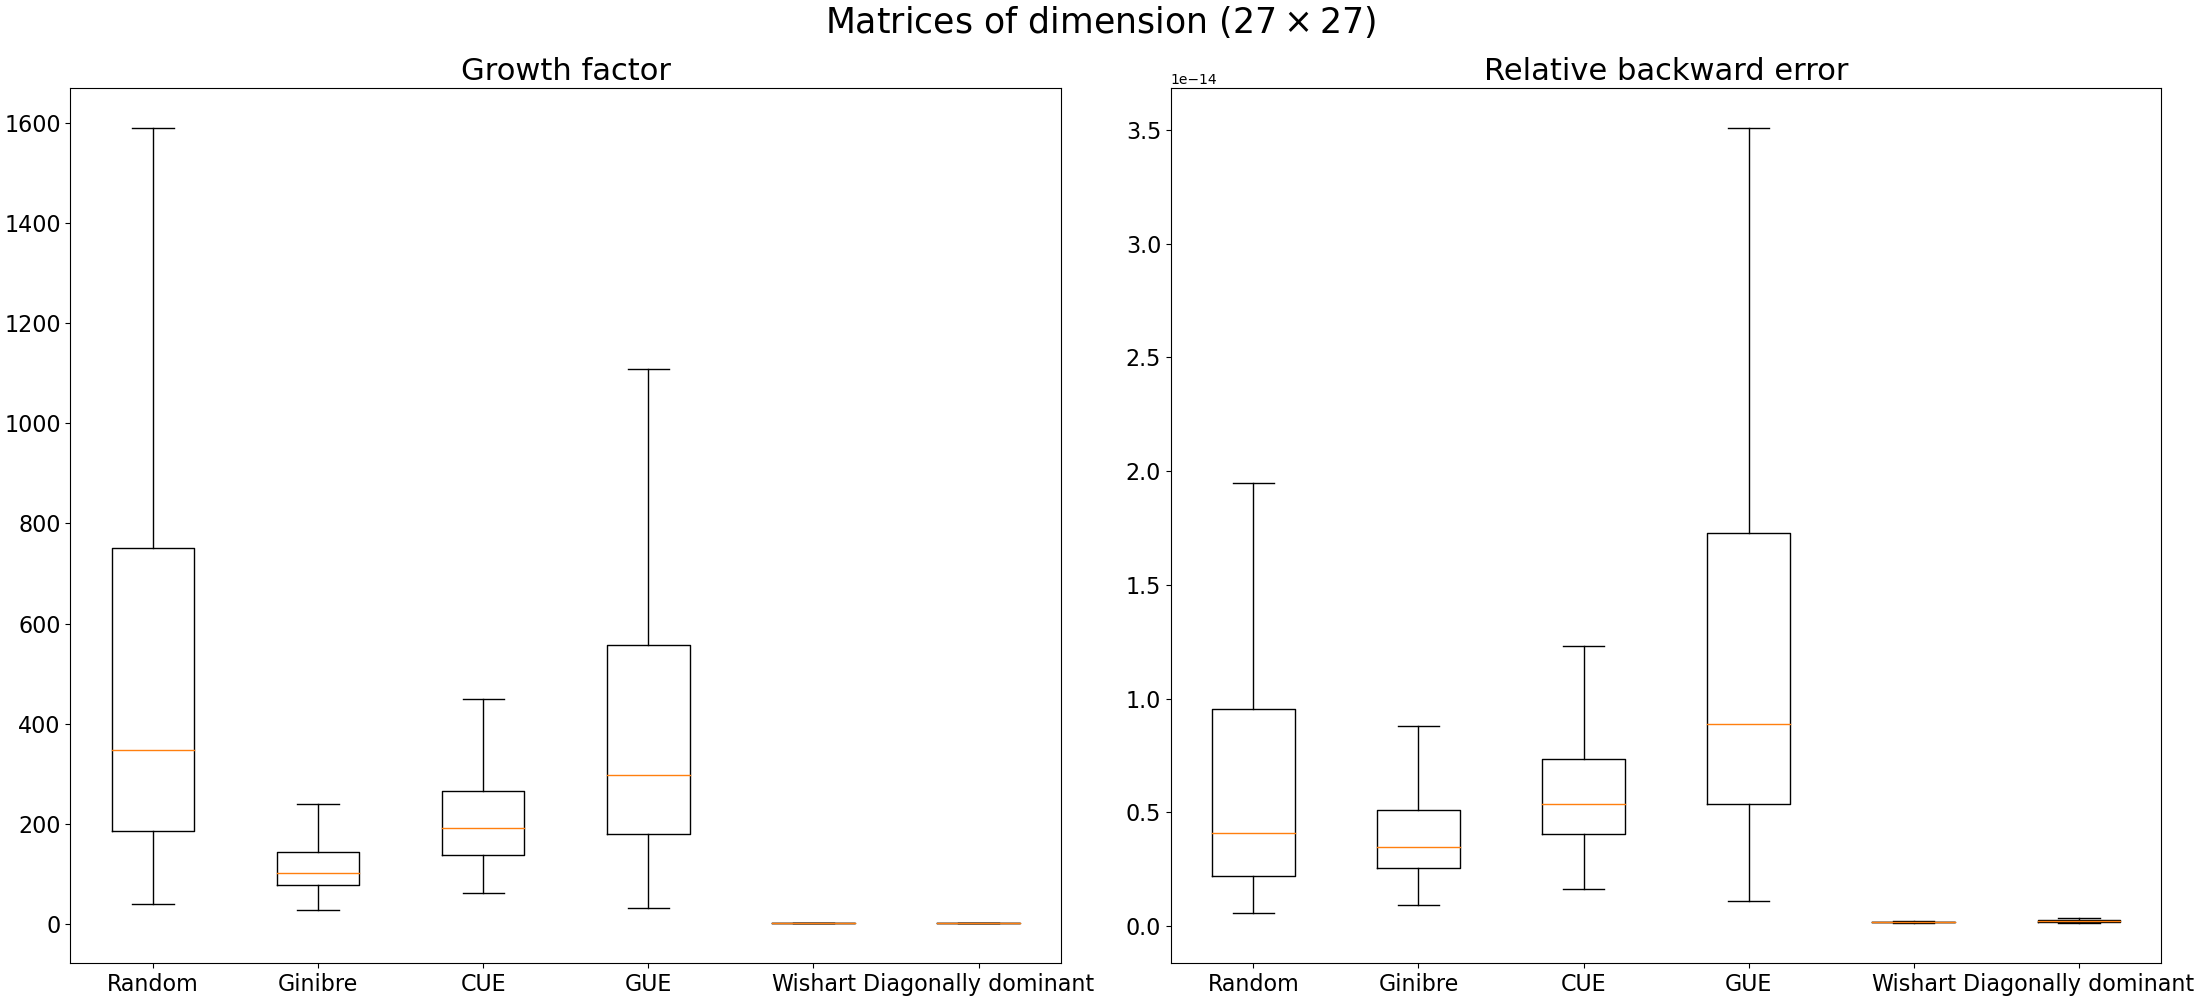 Matrices of dimension (27 × 27)
Growth factor
1600
1400
1200
1000
800
600
400
200
0
Random Ginibre CUE GUE Wishart Diagonally dominant
Relative backward error
1e−14
3.5
3.0
2.5
2.0
1.5
1.0
0.5
0.0
Random Ginibre CUE GUE Wishart Diagonally dominant